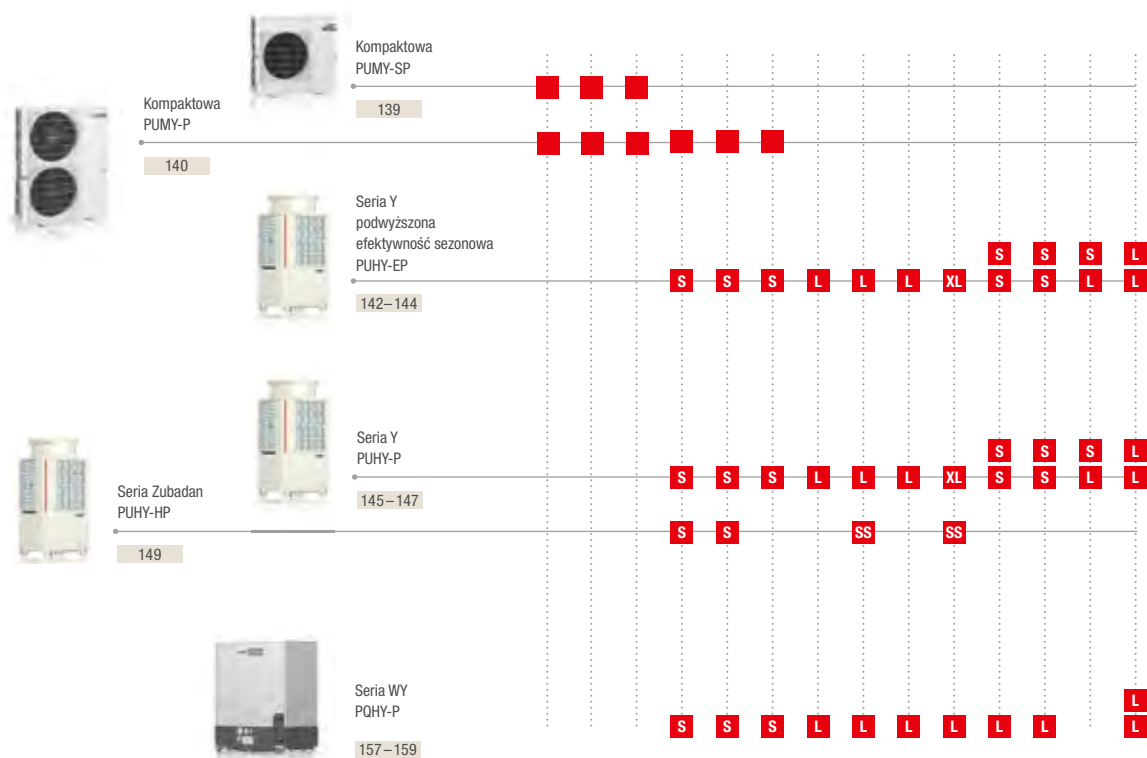 Kompaktowa
PUMY-SP
139
Kompaktowa
PUMY-P
140
Seria Y
podwyższona
efektywność sezonowa
PUHY-EP
142–144
S S S L
S S S L L L XL S S L L
Seria Y
PUHY-P
145–147
S S S L
S S S L L L XL S S L L
Seria Zubadan
PUHY-HP
149
S S SS SS
Seria WY
PQHY-P
157–159
L
S S S L L L L L L L